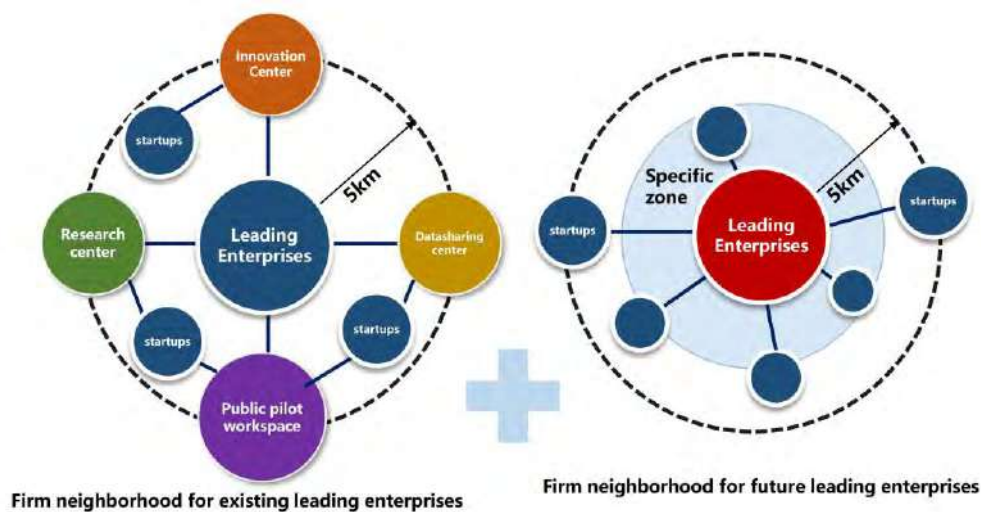 Innovation
Center
startups
5km
Research
center
Leading
Enterprises
Datasharing
center
startups
startups
Public pilot
workspace
Firm neighborhood for existing leading enterprises
Specific
zone
5km
startups
Leading
Enterprises
startups
Firm neighborhood for future leading enterprises